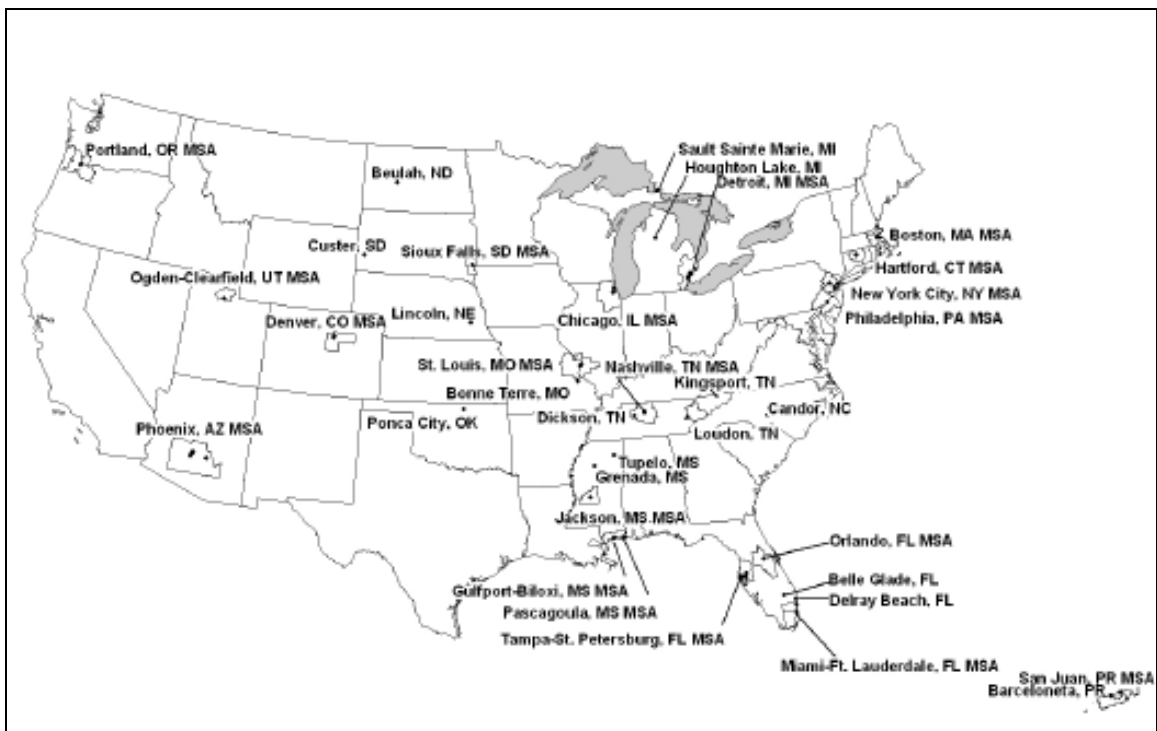 Portland, OR MSA
Sault Sainte Marie, MI
Houghton Lake, MI
Beulah, ND
Detroit, MI MSA
Boston, MA MSA
Custer, SD
Sioux Falls, SD MSA
Hartford, CT MSA
Ogden-Clearfield, UT MSA
New York City, NY MSA
Lincoln, NE
Philadelphia, PA MSA
Denver, CO MSA
Chicago, IL MSA
St. Louis, MO MSA
Nashville, TN MSA
Kingsport, TN
Bonne Terre, MO
Candor, NC
Dickson, TN
Ponca City, OK
Phoenix, AZ MSA
Loudon, TN
Tupelo, MS
Grenada, MS
Jackson, MS MSA
Orlando, FL MSA
Belle Glade, FL
Gulfport-Biloxi, MS MSA
Delray Beach, FL
Pascagoula, MS MSA
Tampa-St. Petersburg, FL MSA
Miami-Ft. Lauderdale, FL MSA
San Juan, PR MSA
Barceloneta, PR